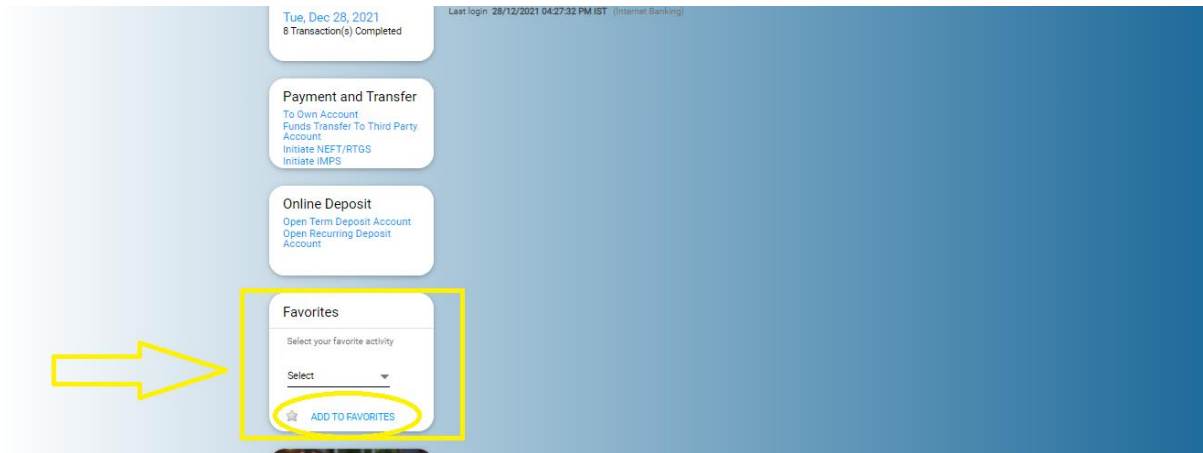 Last login 28/12/2021 04:27:32 PM IST (Internet Banking)
Tue, Dec 28, 2021
8 Transaction(s) Completed
Payment and Transfer
To Own Account
Funds Transfer To Third Party
Account
Initiate NEFT/RTGS
Initiate IMPS
Online Deposit
Open Term Deposit Account
Open Recurring Deposit
Account
Favorites
Select your favorite activity
Select
ADD TO FAVORITES